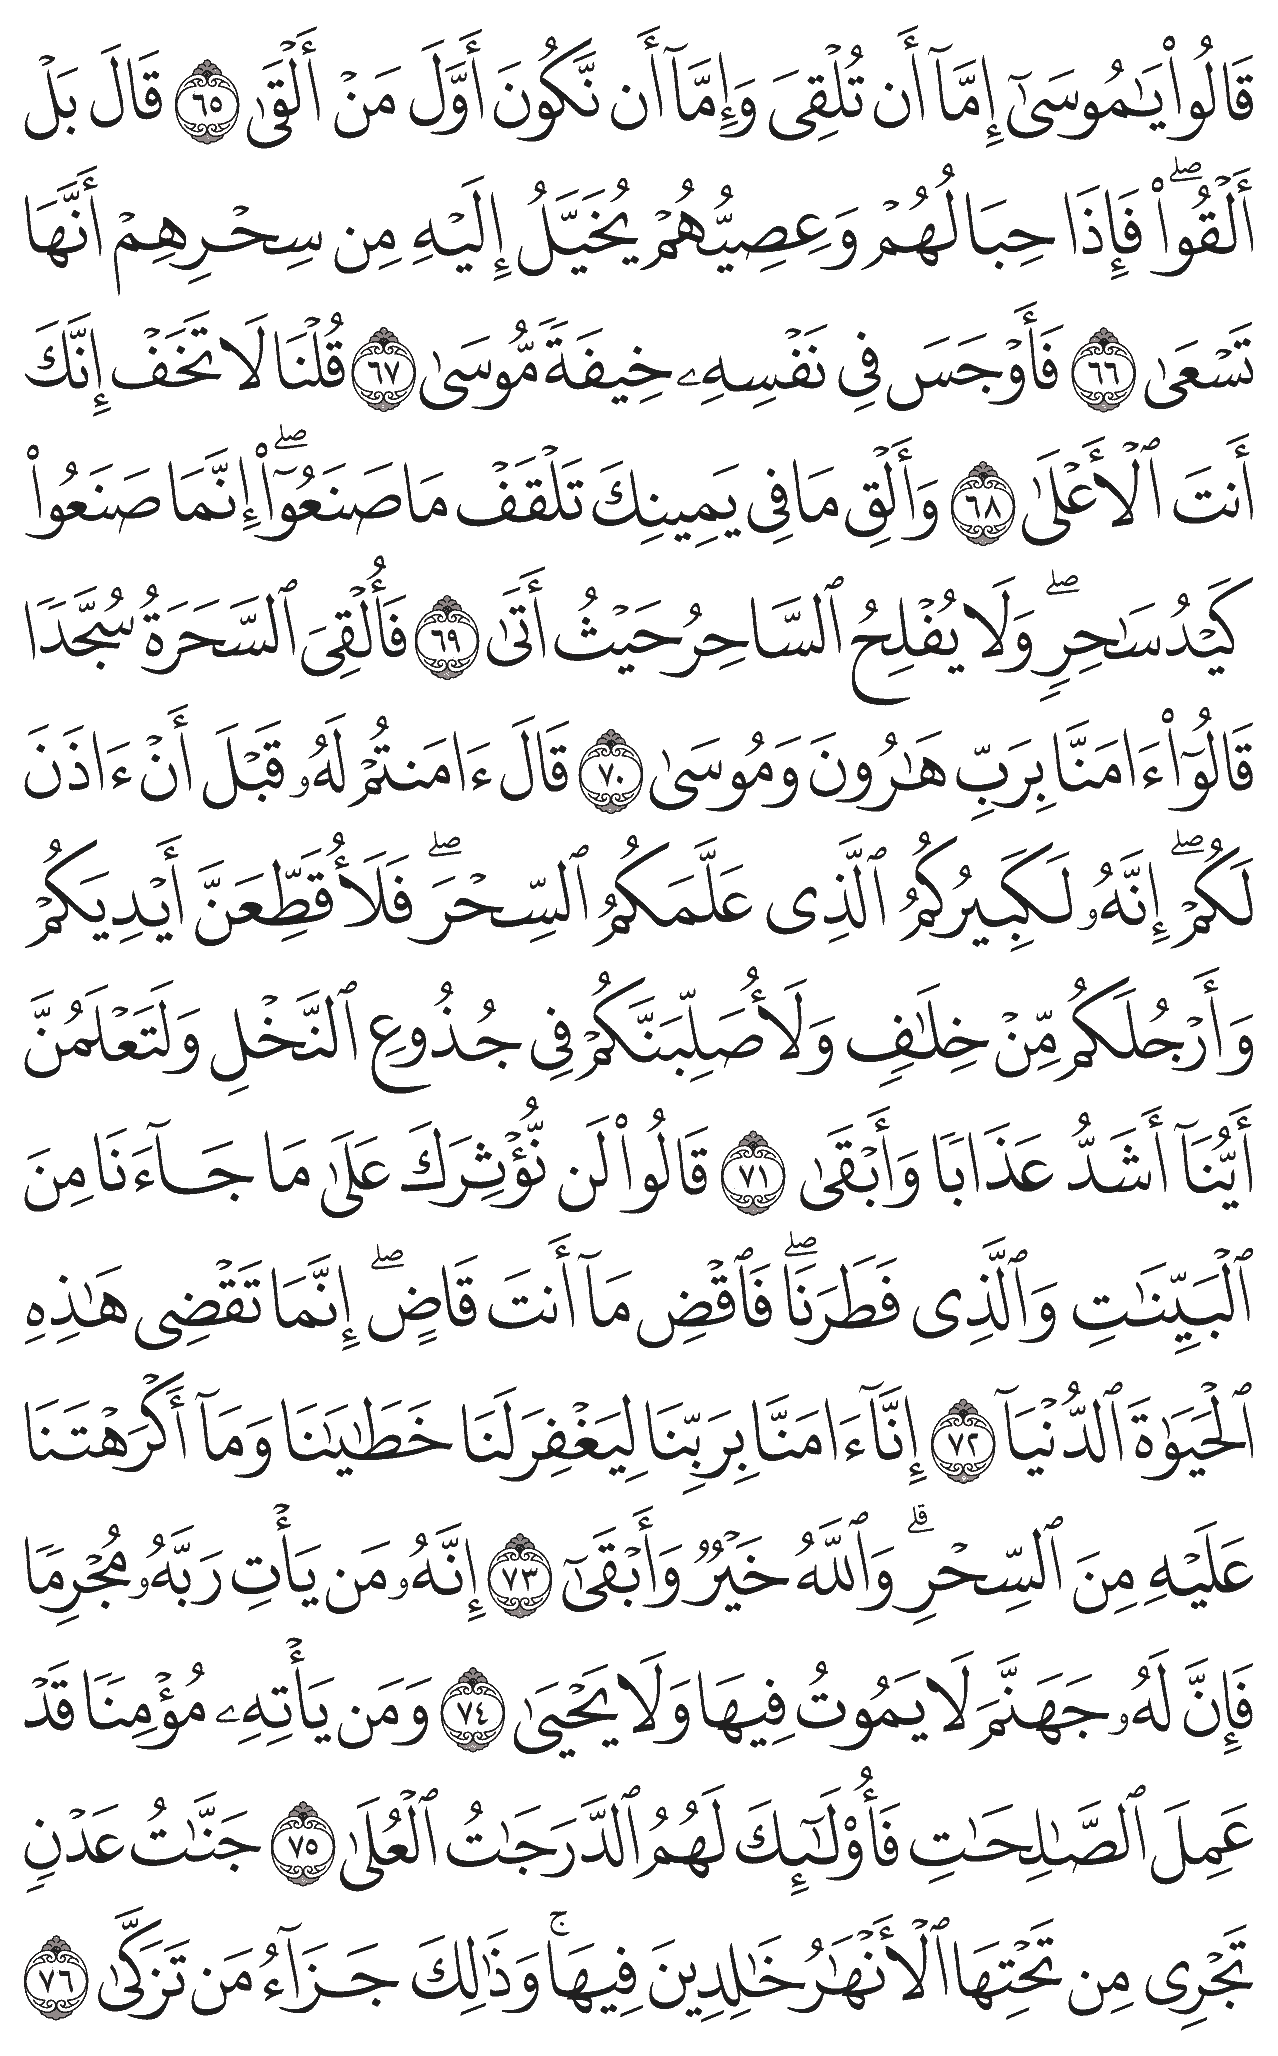 قَالُوا۟ يَٰمُوسَىٰٓ إِمَّآ أَن تُلْقِىَ وَإِمَّآ أَن نَّكُونَ أَوَّلَ مَنْ أَلْقَىٰ ٦٥ قَالَ بَلْ
أَلْقُوا۟ۖ فَإِذَا حِبَالُهُمْ وَعِصِيُّهُمْ يُخَيَّلُ إِلَيْهِ مِن سِحْرِهِمْ أَنَّهَا
تَسْعَىٰ ٦٦ فَأَوْجَسَ فِى نَفْسِهِۦ خِيفَةً مُّوسَىٰ ٦٧ قُلْنَا لَا تَخَفْ إِنَّكَ
أَنتَ ٱلْأَعْلَىٰ ٦٨ وَأَلْقِ مَا فِى يَمِينِكَ تَلْقَفْ مَا صَنَعُوٓا۟ۖ إِنَّمَا صَنَعُوا۟
كَيْدُ سَٰحِرٍۖ وَلَا يُفْلِحُ ٱلسَّاحِرُ حَيْثُ أَتَىٰ ٦٩ فَأُلْقِىَ ٱلسَّحَرَةُ سُجَّدًا
قَالُوٓا۟ ءَامَنَّا بِرَبِّ هَٰرُونَ وَمُوسَىٰ ٧٠ قَالَ ءَامَنتُمْ لَهُۥ قَبْلَ أَنْ ءَاذَنَ
لَكُمْۖ إِنَّهُۥ لَكَبِيرُكُمُ ٱلَّذِى عَلَّمَكُمُ ٱلسِّحْرَۖ فَلَأُقَطِّعَنَّ أَيْدِيَكُمْ
وَأَرْجُلَكُم مِّنْ خِلَٰفٍ وَلَأُصَلِّبَنَّكُمْ فِى جُذُوعِ ٱلنَّخْلِ وَلَتَعْلَمُنَّ
أَيُّنَآ أَشَدُّ عَذَابًا وَأَبْقَىٰ ٧١ قَالُوا۟ لَن نُّؤْثِرَكَ عَلَىٰ مَا جَآءَنَا مِنَ
ٱلْبَيِّنَٰتِ وَٱلَّذِى فَطَرَنَاۖ فَٱقْضِ مَآ أَنتَ قَاضٍۖ إِنَّمَا تَقْضِى هَٰذِهِ
ٱلْحَيَوٰةَ ٱلدُّنْيَآ ٧٢ إِنَّآ ءَامَنَّا بِرَبِّنَا لِيَغْفِرَ لَنَا خَطَٰيَٰنَا وَمَآ أَكْرَهْتَنَا
عَلَيْهِ مِنَ ٱلسِّحْرِۗ وَٱللَّهُ خَيْرٌ وَأَبْقَىٰٓ ٧٣ إِنَّهُۥ مَن يَأْتِ رَبَّهُۥ مُجْرِمًا
فَإِنَّ لَهُۥ جَهَنَّمَ لَا يَمُوتُ فِيهَا وَلَا يَحْيَىٰ ٧٤ وَمَن يَأْتِهِۦ مُؤْمِنًا قَدْ
عَمِلَ ٱلصَّٰلِحَٰتِ فَأُو۟لَٰٓئِكَ لَهُمُ ٱلدَّرَجَٰتُ ٱلْعُلَىٰ ٧٥ جَنَّٰتُ عَدْنٍ
تَجْرِى مِن تَحْتِهَا ٱلْأَنْهَٰرُ خَٰلِدِينَ فِيهَاۚ وَذَٰلِكَ جَزَآءُ مَن تَزَكَّىٰ ٧٦